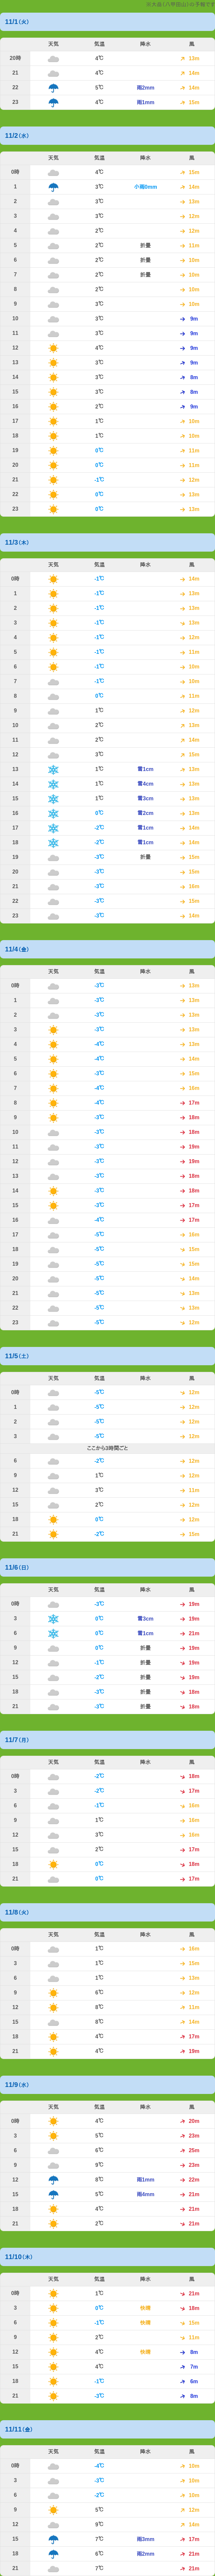 11/1(火)
天気 気温 降水 風
20時 4℃ 13m
21 4℃ 14m
22 5℃ 雨2mm 14m
23 4℃ 雨1mm 15m
11/2(水)
天気 気温 降水 風
0時 4℃ 15m
1 3℃ 小雨0mm 14m
2 3℃ 13m
3 3℃ 12m
4 2℃ 12m
5 2℃ 折畳 11m
6 2℃ 折畳 10m
7 2℃ 折畳 10m
8 2℃ 10m
9 3℃ 10m
10 3℃ 9m
11 3℃ 9m
12 4℃ 9m
13 3℃ 9m
14 3℃ 8m
15 3℃ 8m
16 2℃ 9m
17 1℃ 10m
18 1℃ 10m
19 0℃ 11m
20 0℃ 11m
21 -1℃ 12m
22 0℃ 13m
23 0℃ 13m
11/3(木)
天気 気温 降水 風
0時 -1℃ 14m
1 -1℃ 13m
2 -1℃ 13m
3 -1℃ 13m
4 -1℃ 12m
5 -1℃ 11m
6 -1℃ 10m
7 -1℃ 10m
8 0℃ 11m
9 1℃ 12m
10 2℃ 13m
11 2℃ 14m
12 3℃ 15m
13 1℃ 雪1cm 13m
14 1℃ 雪4cm 13m
15 1℃ 雪3cm 13m
16 0℃ 雪2cm 13m
17 -2℃ 雪1cm 14m
18 -2℃ 雪1cm 14m
19 -3℃ 折畳 15m
20 -3℃ 15m
21 -3℃ 16m
22 -3℃ 15m
23 -3℃ 14m
11/4(金)
天気 気温 降水 風
0時 -3℃ 13m
1 -3℃ 13m
2 -3℃ 13m
3 -3℃ 13m
4 -4℃ 13m
5 -4℃ 14m
6 -3℃ 15m
7 -4℃ 16m
8 -4℃ 17m
9 -3℃ 18m
10 -3℃ 18m
11 -3℃ 19m
12 -3℃ 19m
13 -3℃ 18m
14 -3℃ 18m
15 -3℃ 17m
16 -4℃ 17m
17 -5℃ 16m
18 -5℃ 15m
19 -5℃ 15m
20 -5℃ 14m
21 -5℃ 13m
22 -5℃ 13m
23 -5℃ 12m
11/5(土)
天気 気温 降水 風
0時 -5℃ 12m
1 -5℃ 12m
2 -5℃ 12m
3 -5℃ 12m
ここから3時間ごと
6 -2℃ 12m
9 1℃ 12m
12 3℃ 11m
15 2℃ 12m
18 0℃ 12m
21 -2℃ 15m
11/6(日)
天気 気温 降水 風
0時 -3℃ 19m
3 0℃ 雪3cm 19m
6 0℃ 雪1cm 21m
9 0℃ 折畳 19m
12 -1℃ 折畳 19m
15 -2℃ 折畳 18m
18 -3℃ 折畳 18m
21 -3℃ 折畳 18m
11/7(月)
天気 気温 降水 風
0時 -2℃ 18m
3 -2℃ 17m
6 -1℃ 16m
9 1℃ 16m
12 3℃ 16m
15 2℃ 17m
18 0℃ 18m
21 0℃ 17m
11/8(火)
天気 気温 降水 風
0時 1℃ 16m
3 1℃ 15m
6 1℃ 13m
9 6℃ 12m
12 8℃ 11m
15 8℃ 14m
18 4℃ 17m
21 4℃ 19m
11/9(水)
天気 気温 降水 風
0時 4℃ 20m
3 5℃ 23m
6 6℃ 25m
9 9℃ 23m
12 8℃ 雨1mm 22m
15 5℃ 雨4mm 21m
18 4℃ 21m
21 2℃ 21m
11/10(木)
天気 気温 降水 風
0時 1℃ 21m
3 0℃ 快晴 18m
6 -1℃ 快晴 15m
9 2℃ 11m
12 4℃ 快晴 8m
15 4℃ 7m
18 -1℃ 6m
21 -3℃ 8m
11/11(金)
天気 気温 降水 風
0時 -4℃ 10m
3 -3℃ 10m
6 -2℃ 10m
9 5℃ 12m
12 9℃ 14m
15 7℃ 雨3mm 17m
18 6℃ 雨2mm 21m
21 7℃ 21m